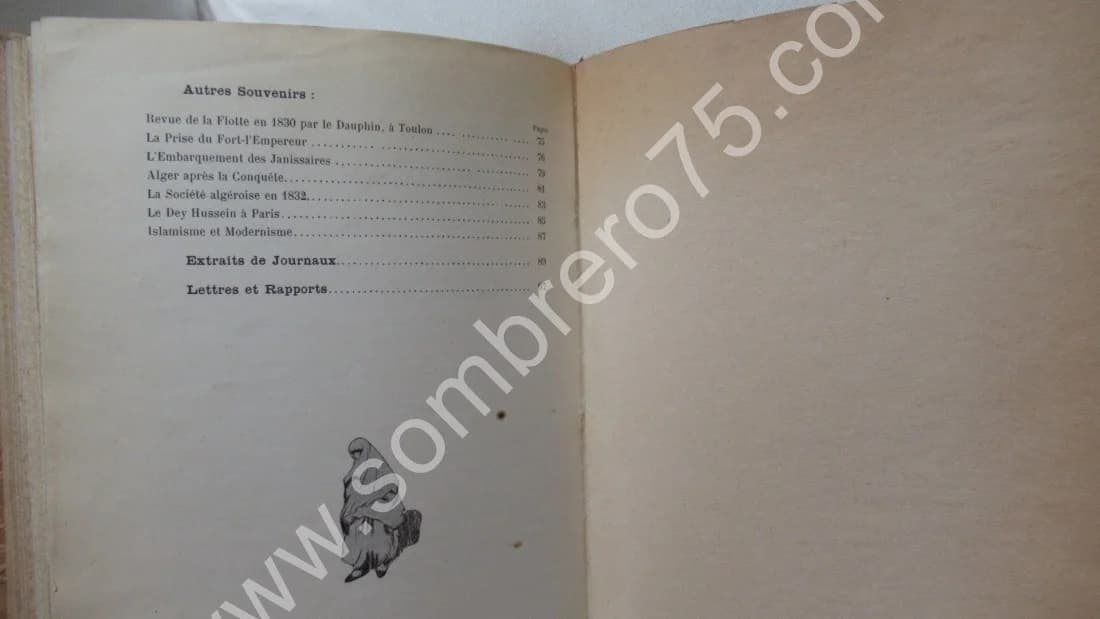 Autres Souvenirs :
Pages
Revue de la Flotte en 1830 par le Dauphin, à Toulon .... .......... .... 75
La Prise du Fort-l'Empereur ............ 76
L'Embarquement des Janissaires ............ 79
Alger après la Conquête............ 81
La Société algéroise en 1832............ 83
Le Dey Hussein à Paris............ 85
Islamisme et Modernisme............ 87
Extraits de Journaux............ 89
Lettres et Rapports............
www.sombrero75.com